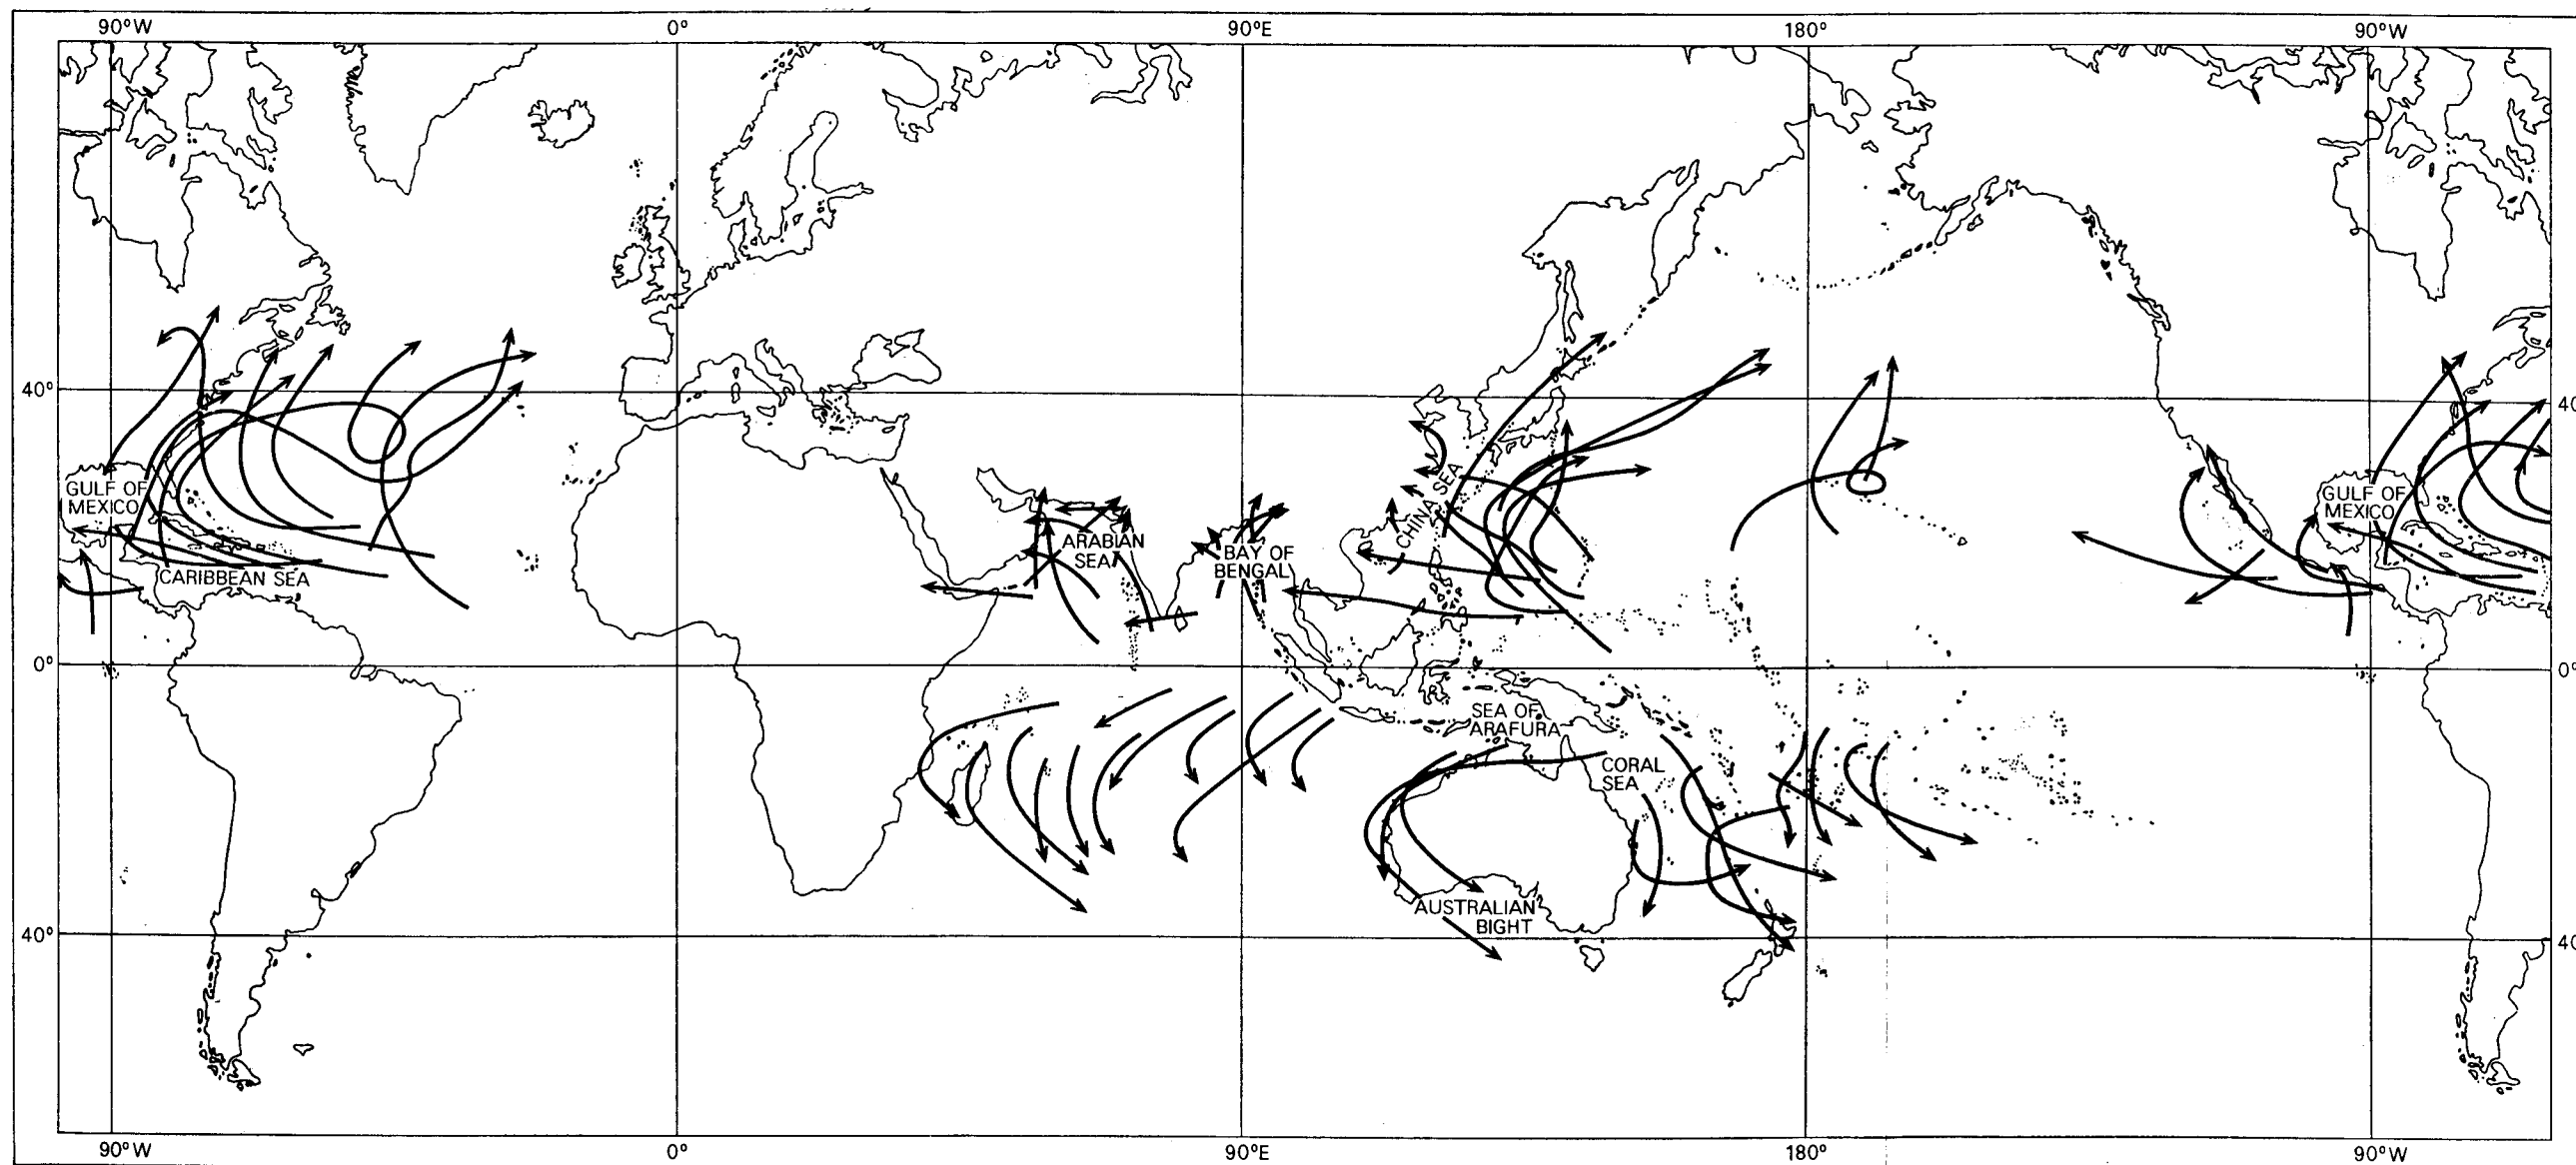 90°W 0° 90°E 180° 90°W
40° 40
GULF OF
MEXICO
CHINA SEA
GULF OF
MEXICO
ARABIAN
SEA
BAY OF
BENGAL
CARIBBEAN SEA
0° 0°
SEA OF
ARAFURA
CORAL
SEA
AUSTRALIAN
BIGHT
40° 40
90°W 0° 90°E 180° 90°W